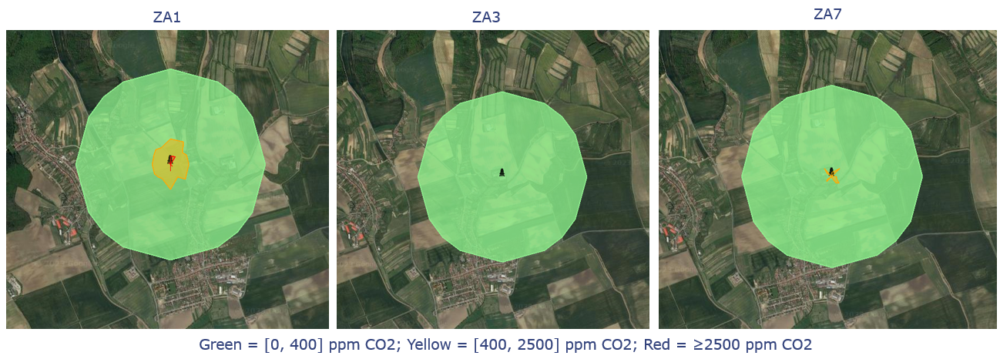 ZA1
ZA3
ZA7
Green = [0, 400] ppm CO2; Yellow = [400, 2500] ppm CO2; Red = ≥2500 ppm CO2